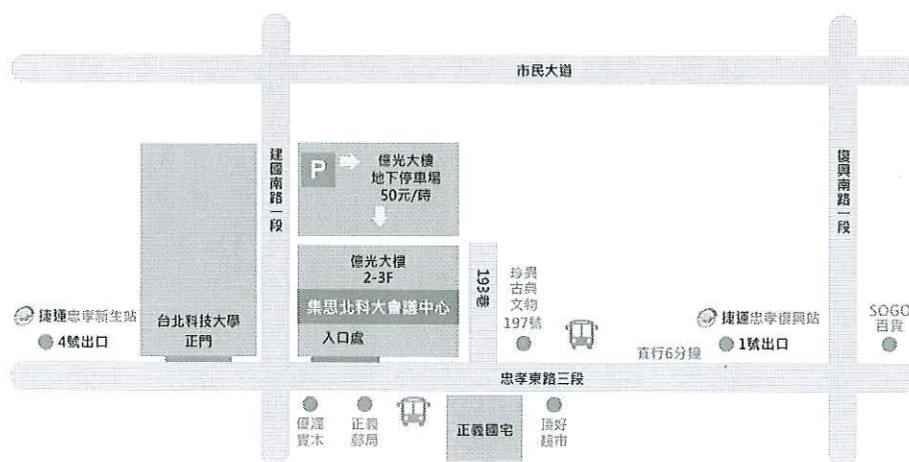 市民大道
建國南路一段
復興南路一段
P
億光大樓
地下停車場
50元/時
億光大樓
2-3F
集思北科大會議中心
入口處
193巷
珍異
古典
文物
197號
捷運忠孝新生站
4號出口
台北科技大學
正門
捷運忠孝復興站
1號出口
直行6分鐘
SOGO
百貨
忠孝東路三段
優渥
實木
正義
郵局
正義國宅
頂好
超市